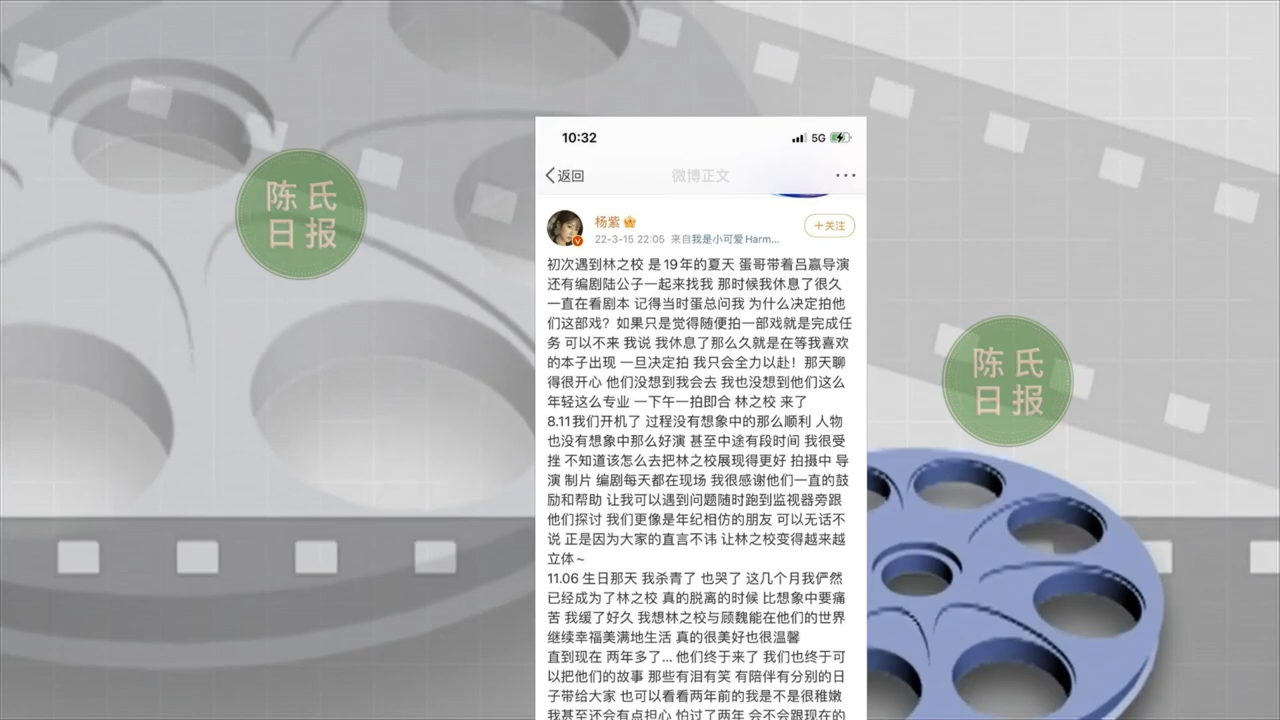 陈氏
日报
10:32
5G
返回
微博正文
杨紫
+关注
22-3-15 22:05 来自我是小可爱Harm...
初次遇到林之校 是19年的夏天 蛋哥带着吕赢导演
还有编剧陆公子一起来找我 那时候我休息了很久
一直在看剧本 记得当时蛋总问我 为什么决定拍他
们这部戏？如果只是觉得随便拍一部戏就是完成任
务 可以不来 我说 我休息了那么久就是在等我喜欢
的本子出现 一旦决定拍 我只会全力以赴！那天聊
得很开心 他们没想到我会去 我也没想到他们这么
年轻这么专业 一下午一拍即合 林之校 来了
8.11我们开机了 过程没有想象中的那么顺利 人物
也没有想象中那么好演 甚至中途有段时间 我很受
挫 不知道该怎么去把林之校展现得更好 拍摄中 导
演 制片 编剧每天都在现场 我很感谢他们一直的鼓
励和帮助 让我可以遇到问题随时跑到监视器旁跟
他们探讨 我们更像是年纪相仿的朋友 可以无话不
说 正是因为大家的直言不讳 让林之校变得越来越
立体~
11.06 生日那天 我杀青了 也哭了 这几个月我俨然
已经成为了林之校 真的脱离的时候 比想象中要痛
苦 我缓了好久 我想林之校与顾魏能在他们的世界
继续幸福美满地生活 真的很美好也很温馨
直到现在 两年多了... 他们终于来了 我们也终于可
以把他们的故事 那些有泪有笑 有陪伴有分别的日
子带给大家 也可以看看两年前的我是不是很稚嫩
我甚至还会有点担心 怕过了两年 会不会跟现在的
陈氏
日报